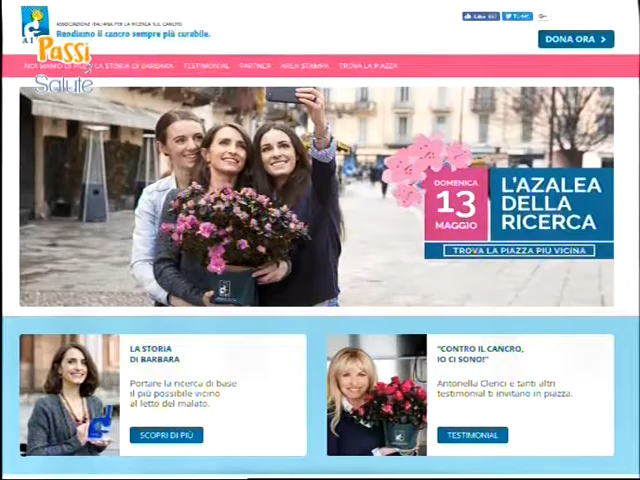 ASSOCIAZIONE ITALIANA PER LA RICERCA SUL CANCRO
Rendiamo il cancro sempre più curabile.
Like
Tweet
G+
DONA ORA
Passi
Salute
LA STORIA DI BARBARA
TESTIMONIAL
PARTNER
AREA STAMPA
TROVA LA PIAZZA
DOMENICA
13
MAGGIO
L'AZALEA
DELLA
RICERCA
TROVA LA PIAZZA PIÙ VICINA
LA STORIA
DI BARBARA
Portare la ricerca di base
il più possibile vicino
al letto del malato.
SCOPRI DI PIÙ
"CONTRO IL CANCRO,
IO CI SONO!"
Antonella Clerici e tanti altri
testimonial ti invitano in piazza.
TESTIMONIAL